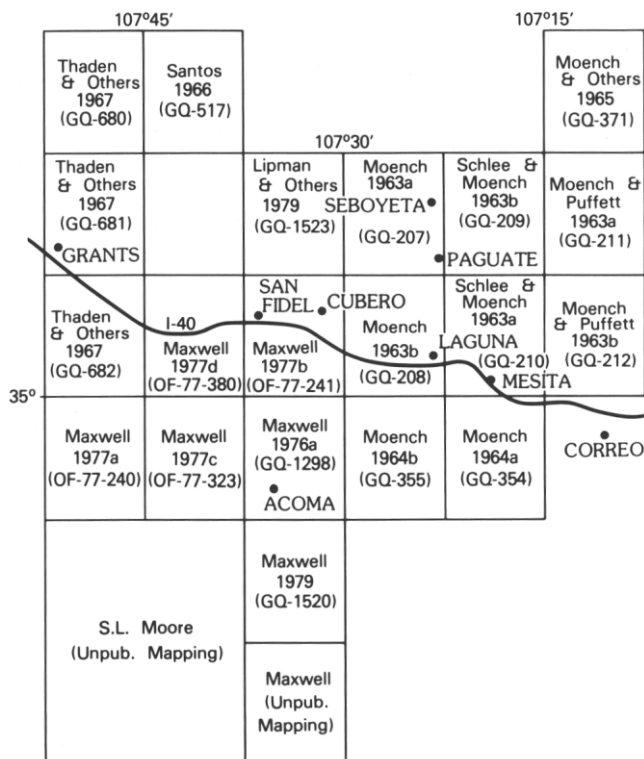 107°45′
107°15′
Thaden
& Others
1967
(GQ-680)
Santos
1966
(GQ-517)
Moench
& Others
1965
(GQ-371)
107°30′
Thaden
& Others
1967
(GQ-681)
GRANTS
Lipman
& Others
1979
(GQ-1523)
Moench
1963a
SEBOYETA
(GQ-207)
Schlee &
Moench
1963b
(GQ-209)
PAGUATE
Moench &
Puffett
1963a
(GQ-211)
Thaden
& Others
1967
(GQ-682)
I-40
Maxwell
1977d
(OF-77-380)
SAN
FIDEL
CUBERO
Maxwell
1977b
(OF-77-241)
Moench
1963b
(GQ-208)
Schlee &
Moench
1963a
LAGUNA
(GQ-210)
MESITA
Moench
& Puffett
1963b
(GQ-212)
35°
Maxwell
1977a
(OF-77-240)
Maxwell
1977c
(OF-77-323)
Maxwell
1976a
(GQ-1298)
ACOMA
Moench
1964b
(GQ-355)
Moench
1964a
(GQ-354)
CORREO
S.L. Moore
(Unpub. Mapping)
Maxwell
1979
(GQ-1520)
Maxwell
(Unpub.
Mapping)